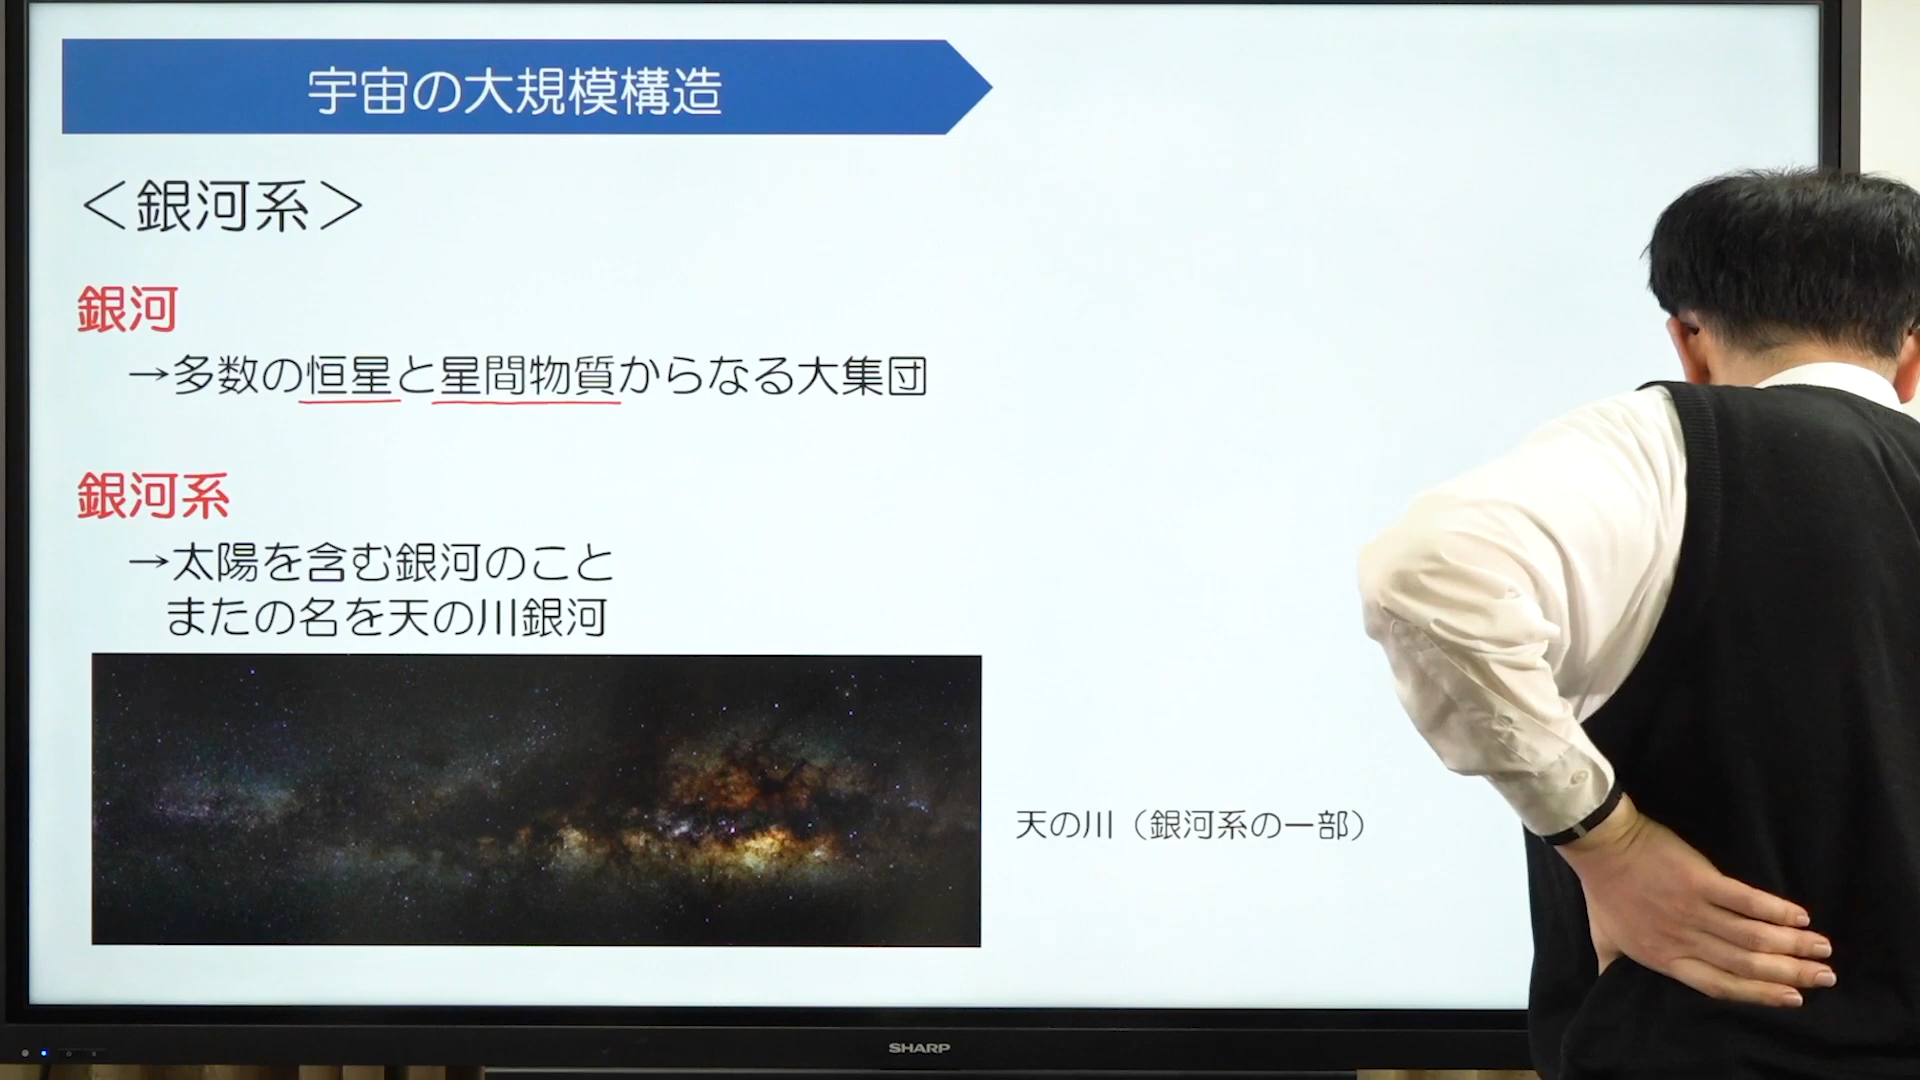 宇宙の大規模構造
＜銀河系＞
銀河
→多数の恒星と星間物質からなる大集団
銀河系
→太陽を含む銀河のこと
またの名を天の川銀河
天の川（銀河系の一部）
SHARP